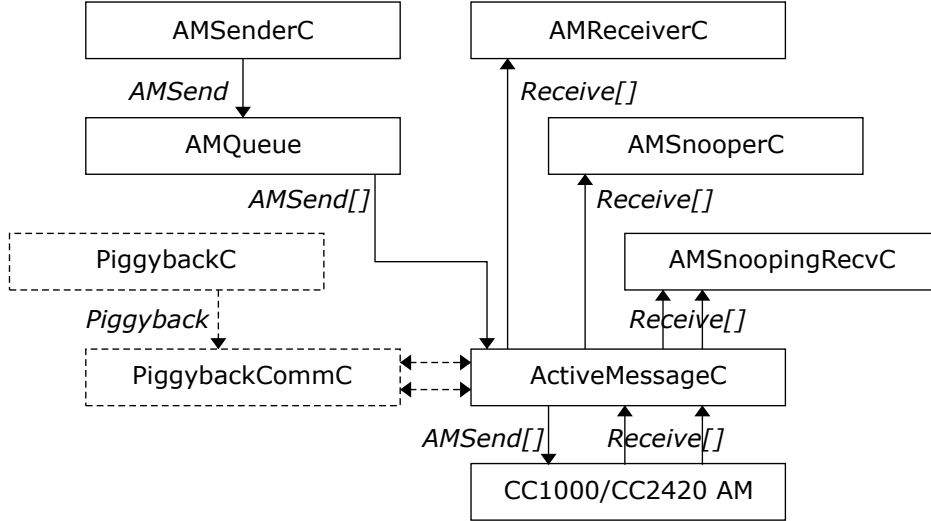 AMSenderC
AMReceiverC
AMSend
Receive[]
AMQueue
AMSnooperC
AMSend[]
Receive[]
PiggybackC
AMSnoopingRecvC
Piggyback
Receive[]
PiggybackCommC
ActiveMessageC
AMSend[]
Receive[]
CC1000/CC2420 AM